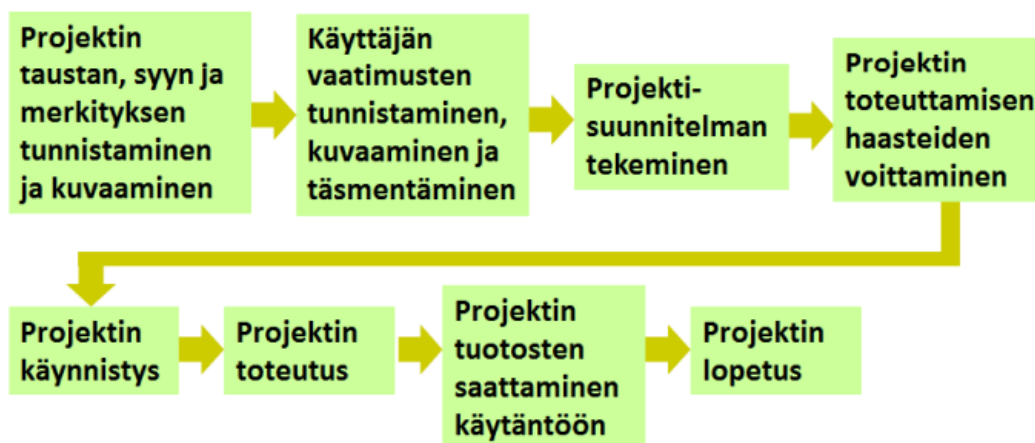 Projektin
taustan, syyn ja
merkityksen
tunnistaminen
ja kuvaaminen
Käyttäjän
vaatimusten
tunnistaminen,
kuvaaminen ja
täsmentäminen
Projekti-
suunnitelman
tekeminen
Projektin
toteuttamisen
haasteiden
voittaminen
Projektin
käynnistys
Projektin
toteutus
Projektin
tuotosten
saattaminen
käytäntöön
Projektin
lopetus